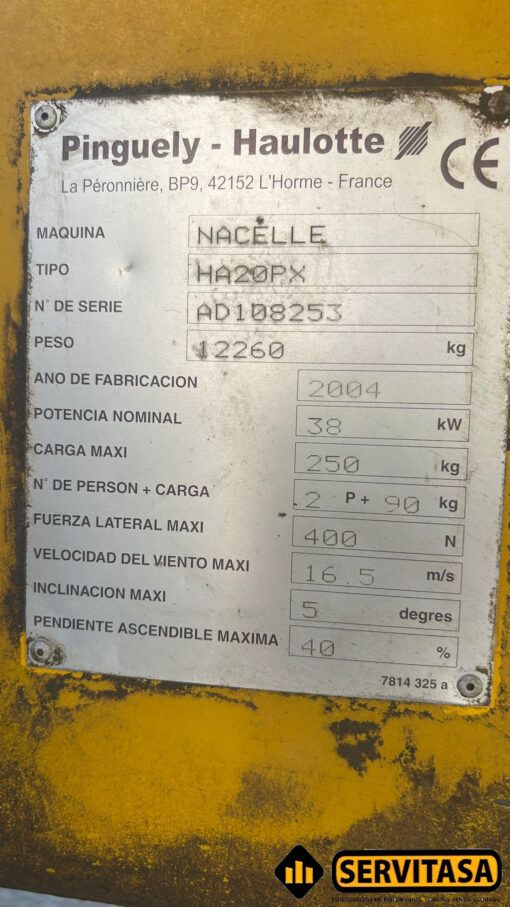 Pinguely - Haulotte
CE
La Péronnière, BP9, 42152 L'Horme - France
MAQUINA NACELLE
TIPO HA20PX
N° DE SERIE AD108253
PESO 12260 kg
ANO DE FABRICACION 2004
POTENCIA NOMINAL 38 kW
CARGA MAXI 250 kg
N° DE PERSON + CARGA 2 P + 90 kg
FUERZA LATERAL MAXI 400 N
VELOCIDAD DEL VIENTO MAXI 16.5 m/s
INCLINACION MAXI 5 degres
PENDIENTE ASCENDIBLE MAXIMA 40 %
7814 325 a
SERVITASA